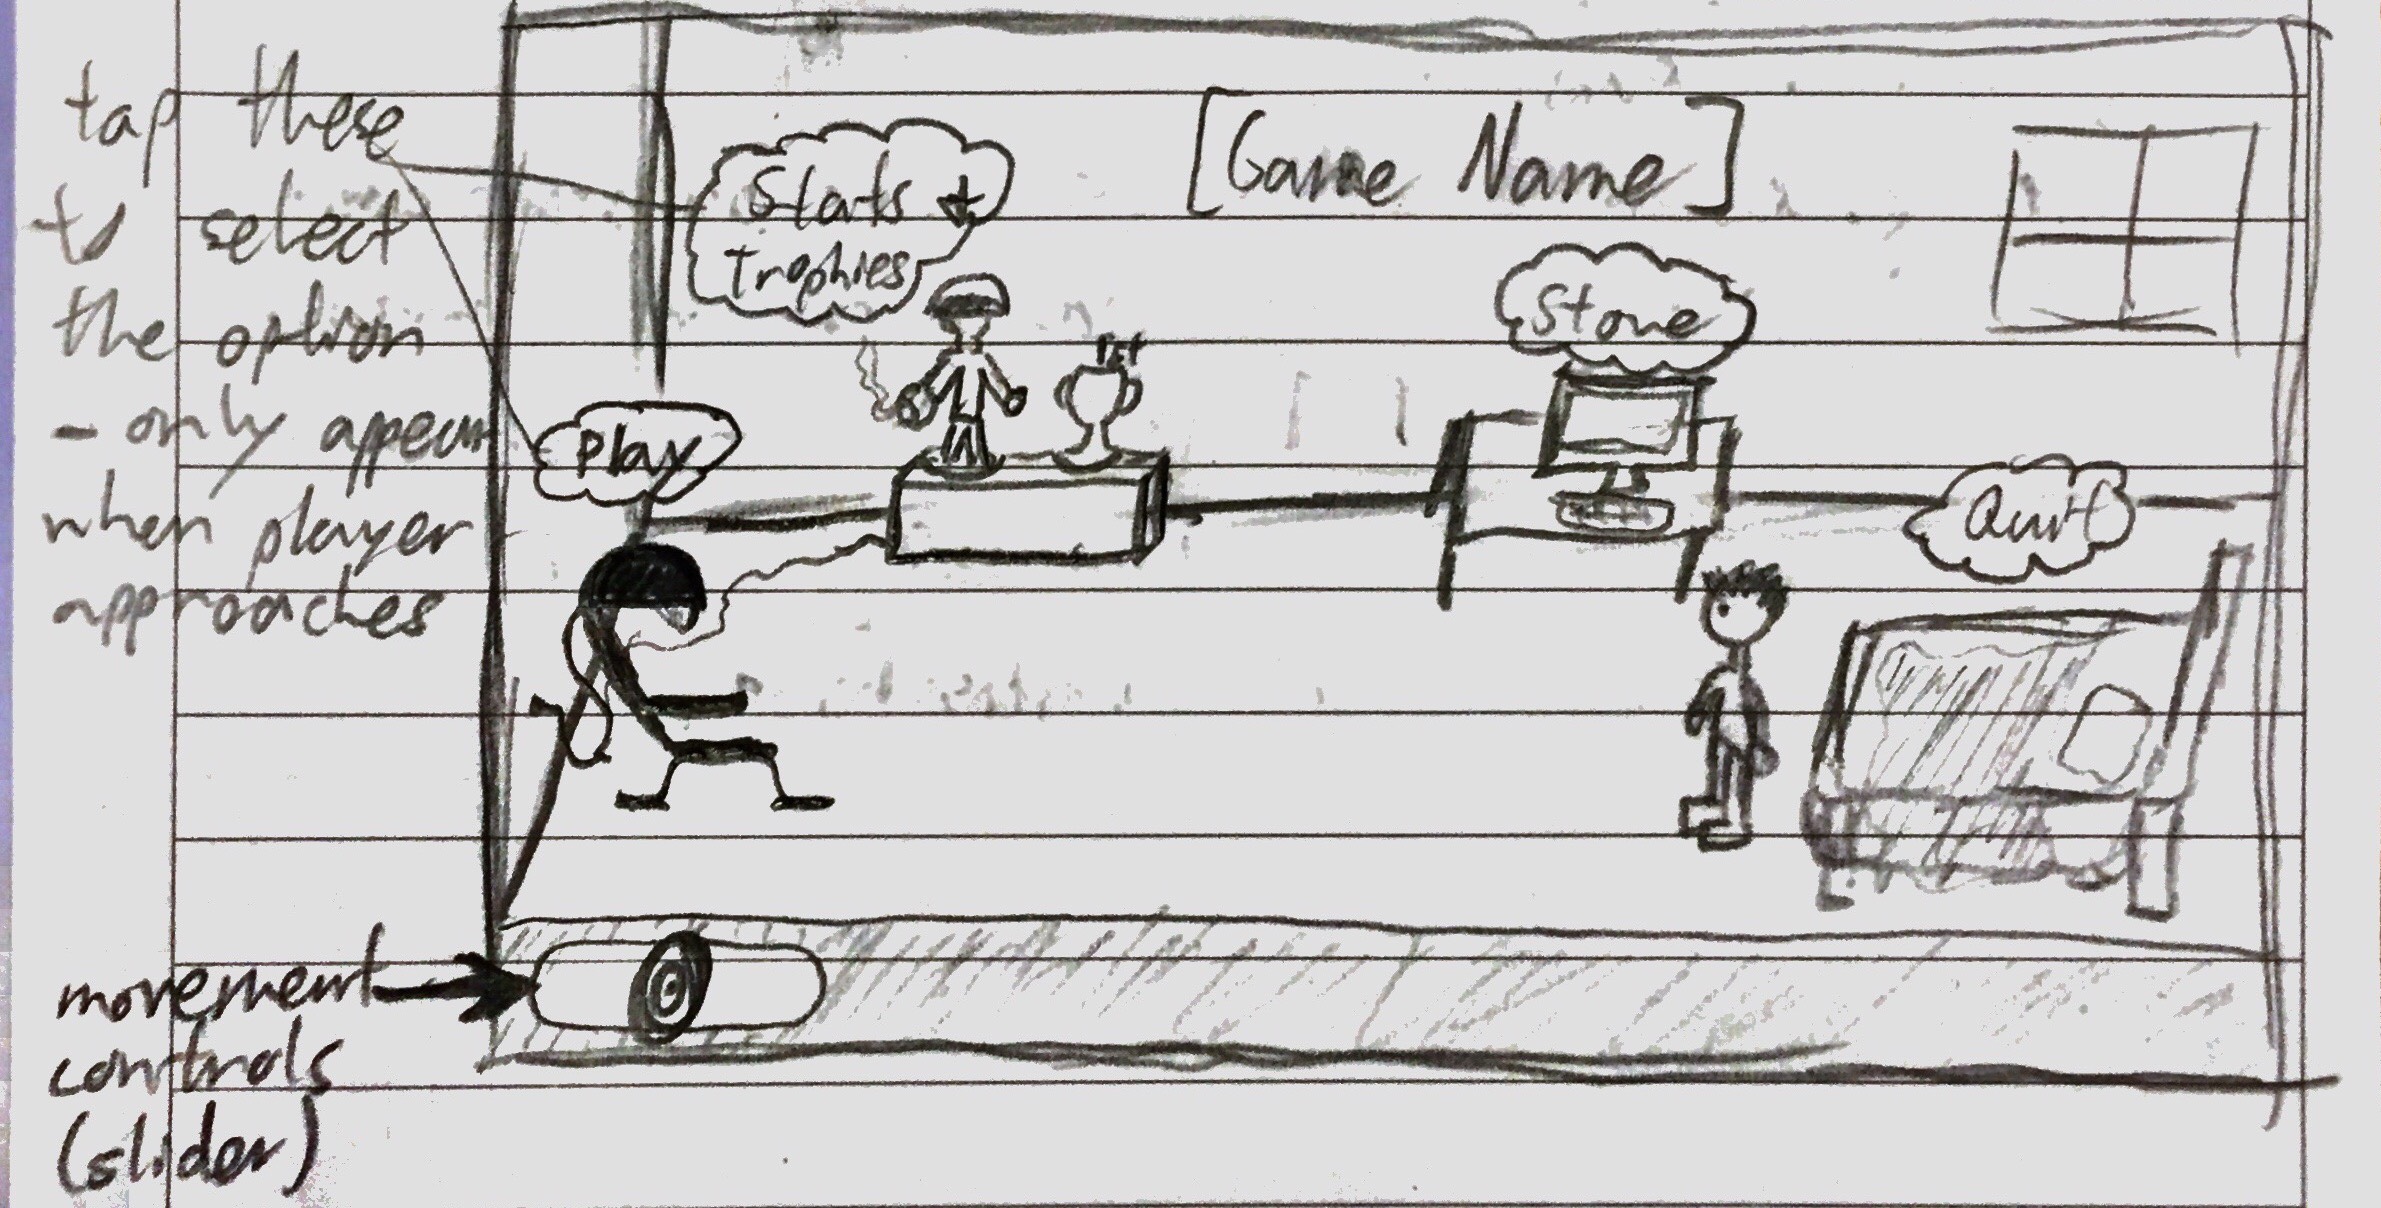 tap these
to select
the option
- only appear
when player
approaches
[Game Name]
Stats +
trophies
Store
Play
Quit
movement
controls
(slider)